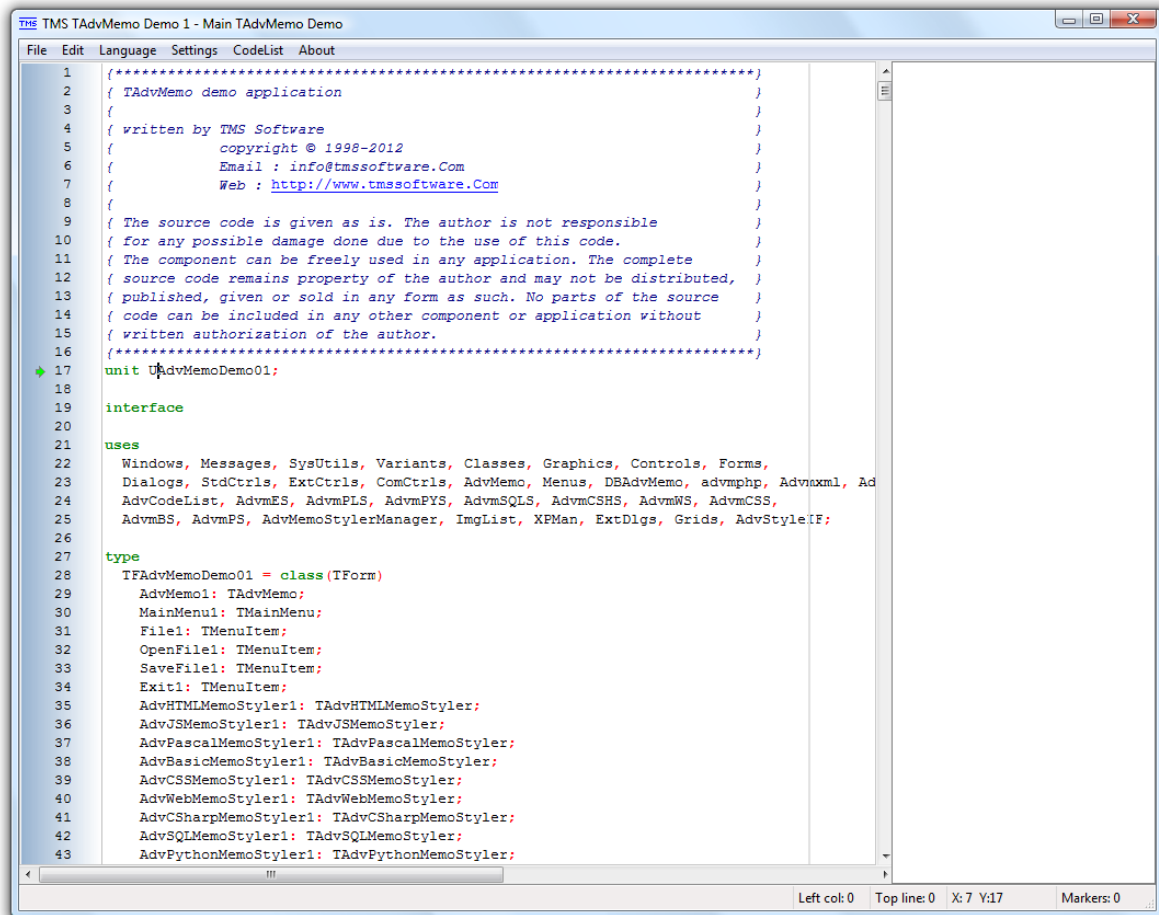 TMS TMS TAdvMemo Demo 1 - Main TAdvMemo Demo
File Edit Language Settings CodeList About
1 {*************************************************************************}
2 { TAdvMemo demo application }
3 { }
4 { written by TMS Software }
5 { copyright © 1998-2012 }
6 { Email : info@tmssoftware.Com }
7 { Web : http://www.tmssoftware.Com }
8 { }
9 { The source code is given as is. The author is not responsible }
10 { for any possible damage done due to the use of this code. }
11 { The component can be freely used in any application. The complete }
12 { source code remains property of the author and may not be distributed, }
13 { published, given or sold in any form as such. No parts of the source }
14 { code can be included in any other component or application without }
15 { written authorization of the author. }
16 {*************************************************************************}
17 unit UAdvMemoDemo01;
18
19 interface
20
21 uses
22 Windows, Messages, SysUtils, Variants, Classes, Graphics, Controls, Forms,
23 Dialogs, StdCtrls, ExtCtrls, ComCtrls, AdvMemo, Menus, DBAdvMemo, advmphp, Advmxml, Ad
24 AdvCodeList, AdvmES, AdvmPLS, AdvmPYS, AdvmSQLS, AdvmCSHS, AdvmWS, AdvmCSS,
25 AdvmBS, AdvmPS, AdvMemoStylerManager, ImgList, XPMan, ExtDlgs, Grids, AdvStyleIF;
26
27 type
28 TFAdvMemoDemo01 = class(TForm)
29 AdvMemo1: TAdvMemo;
30 MainMenu1: TMainMenu;
31 File1: TMenuItem;
32 OpenFile1: TMenuItem;
33 SaveFile1: TMenuItem;
34 Exit1: TMenuItem;
35 AdvHTMLMemoStyler1: TAdvHTMLMemoStyler;
36 AdvJSMemoStyler1: TAdvJSMemoStyler;
37 AdvPascalMemoStyler1: TAdvPascalMemoStyler;
38 AdvBasicMemoStyler1: TAdvBasicMemoStyler;
39 AdvCSSMemoStyler1: TAdvCSSMemoStyler;
40 AdvWebMemoStyler1: TAdvWebMemoStyler;
41 AdvCSharpMemoStyler1: TAdvCSharpMemoStyler;
42 AdvSQLMemoStyler1: TAdvSQLMemoStyler;
43 AdvPythonMemoStyler1: TAdvPythonMemoStyler;
Left col: 0 Top line: 0 X: 7 Y:17 Markers: 0